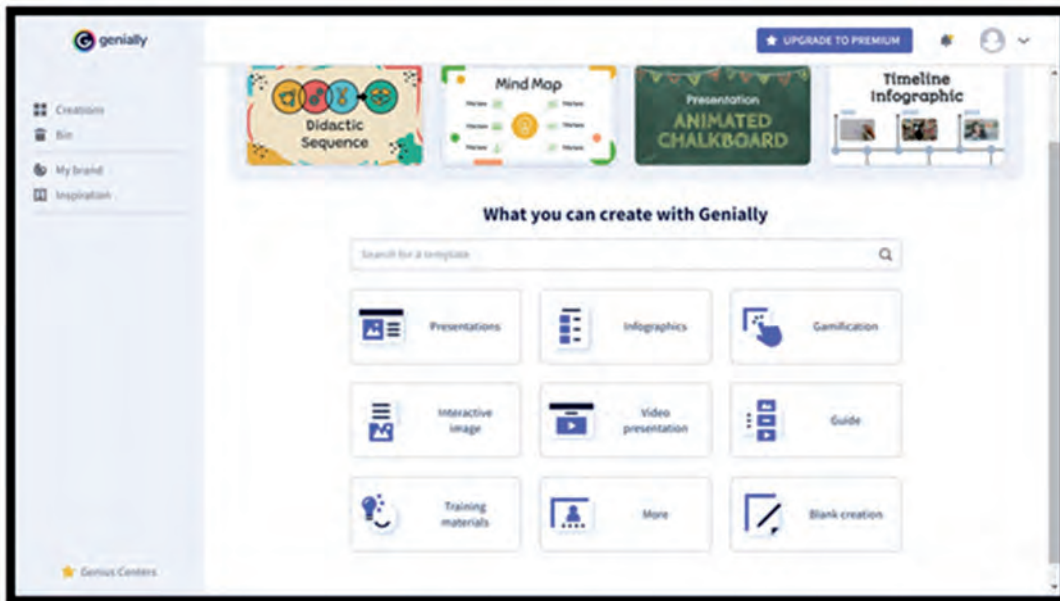 genially
UPGRADE TO PREMIUM
Creations
Bin
My brand
Inspiration
Genius Centers
Didactic
Sequence
Mind Map
Presentation
ANIMATED
CHALKBOARD
Timeline
Infographic
What you can create with Genially
Search for a template
Presentations
Infographics
Gamification
Interactive
image
Video
presentation
Guide
Training
materials
More
Blank creation